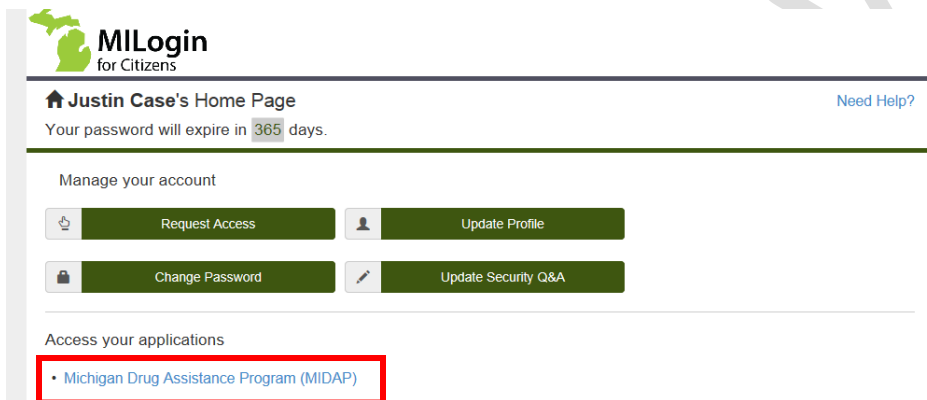 MILogin
for Citizens
Justin Case's Home Page
Need Help?
Your password will expire in 365 days.
Manage your account
Request Access
Update Profile
Change Password
Update Security Q&A
Access your applications
• Michigan Drug Assistance Program (MIDAP)